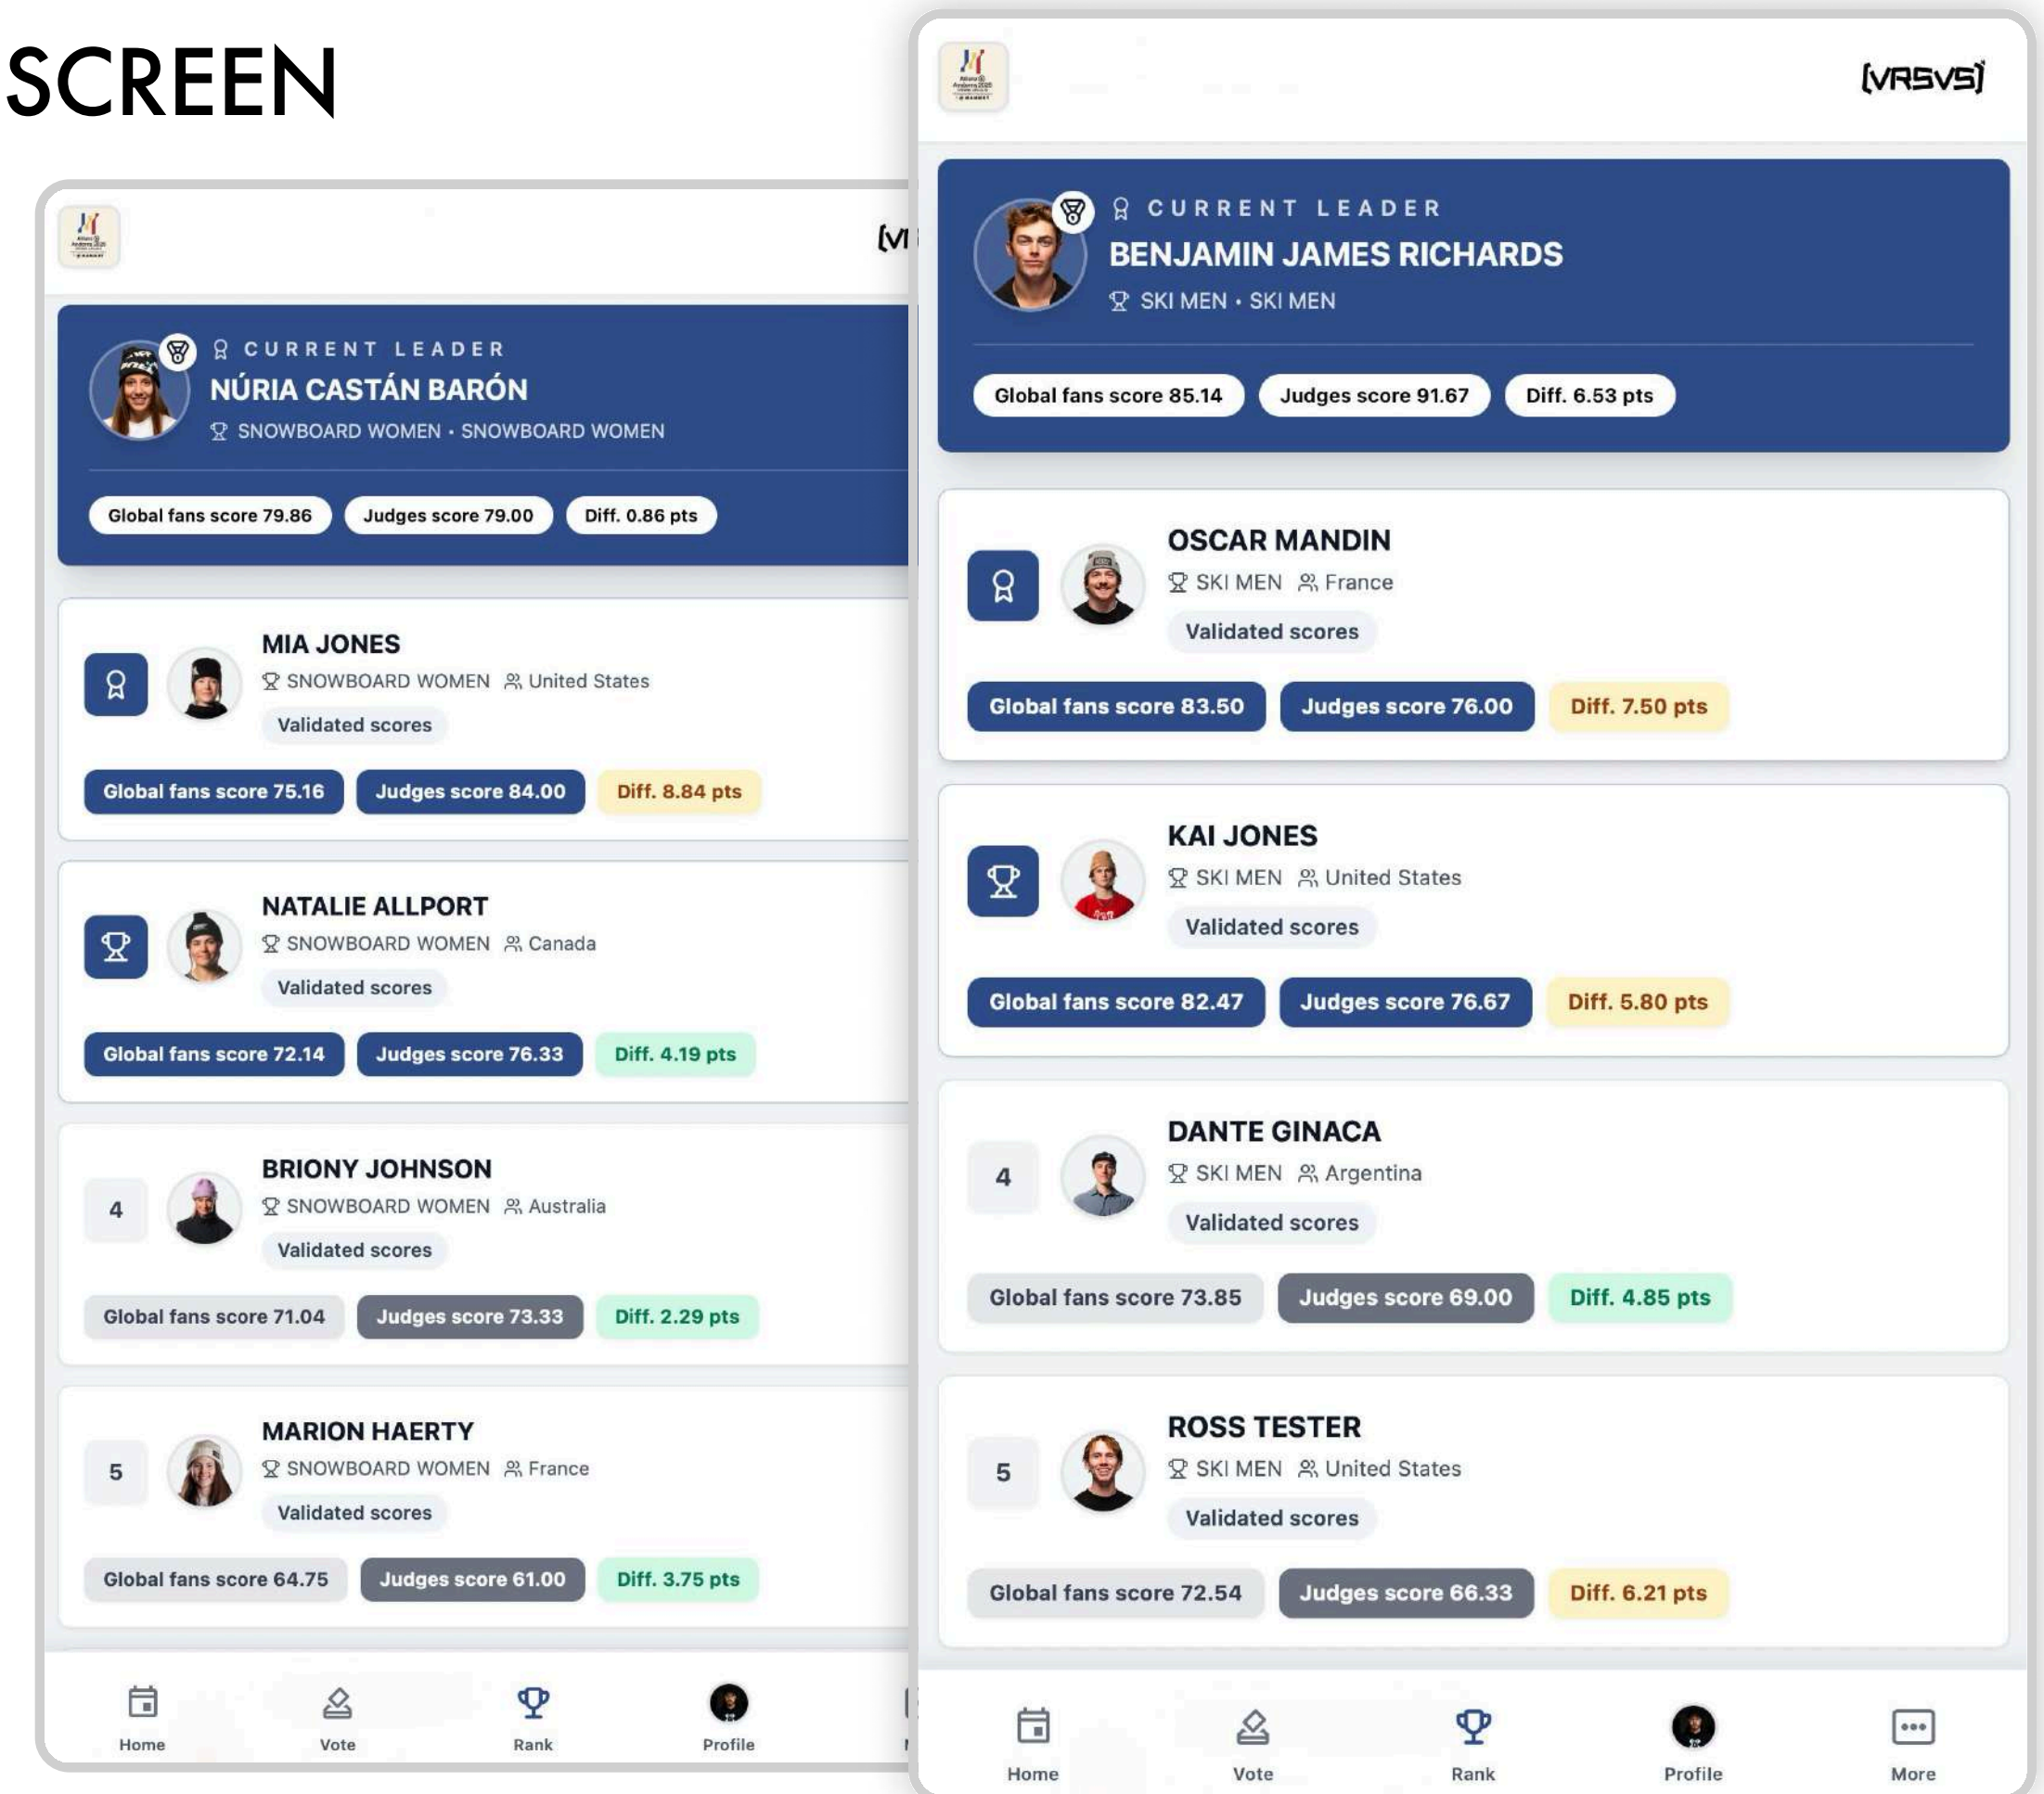 SCREEN
[VR
CURRENT LEADER
NÚRIA CASTÁN BARÓN
SNOWBOARD WOMEN • SNOWBOARD WOMEN
Global fans score 79.86 Judges score 79.00 Diff. 0.86 pts
MIA JONES
SNOWBOARD WOMEN United States
Validated scores
Global fans score 75.16 Judges score 84.00 Diff. 8.84 pts
NATALIE ALLPORT
SNOWBOARD WOMEN Canada
Validated scores
Global fans score 72.14 Judges score 76.33 Diff. 4.19 pts
4
BRIONY JOHNSON
SNOWBOARD WOMEN Australia
Validated scores
Global fans score 71.04 Judges score 73.33 Diff. 2.29 pts
5
MARION HAERTY
SNOWBOARD WOMEN France
Validated scores
Global fans score 64.75 Judges score 61.00 Diff. 3.75 pts
Home Vote Rank Profile
[VRSVS]
CURRENT LEADER
BENJAMIN JAMES RICHARDS
SKI MEN • SKI MEN
Global fans score 85.14 Judges score 91.67 Diff. 6.53 pts
OSCAR MANDIN
SKI MEN France
Validated scores
Global fans score 83.50 Judges score 76.00 Diff. 7.50 pts
KAI JONES
SKI MEN United States
Validated scores
Global fans score 82.47 Judges score 76.67 Diff. 5.80 pts
4
DANTE GINACA
SKI MEN Argentina
Validated scores
Global fans score 73.85 Judges score 69.00 Diff. 4.85 pts
5
ROSS TESTER
SKI MEN United States
Validated scores
Global fans score 72.54 Judges score 66.33 Diff. 6.21 pts
Home Vote Rank Profile More